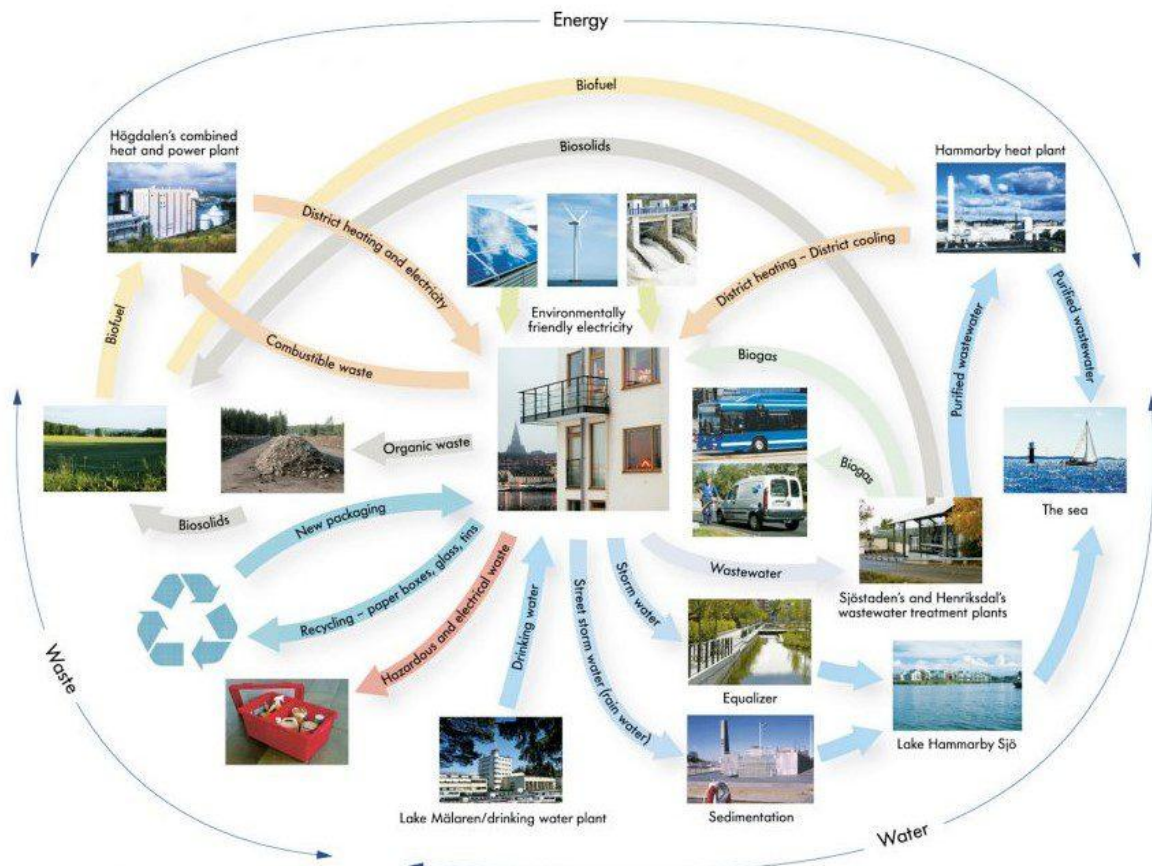 Energy
Biofuel
Högdalen's combined
heat and power plant
Biosolids
Hammarby heat plant
District heating and electricity
District heating – District cooling
Environmentally
friendly electricity
Biofuel
Combustible waste
Biogas
Purified wastewater
Purified wastewater
Organic waste
Biogas
Biosolids
New packaging
The sea
Recycling – paper boxes, glass, tins
Hazardous and electrical waste
Drinking water
Street storm water (rain water)
Storm water
Wastewater
Sjöstaden's and Henriksdal's
wastewater treatment plants
Waste
Equalizer
Lake Hammarby Sjö
Lake Mälaren/drinking water plant
Sedimentation
Water